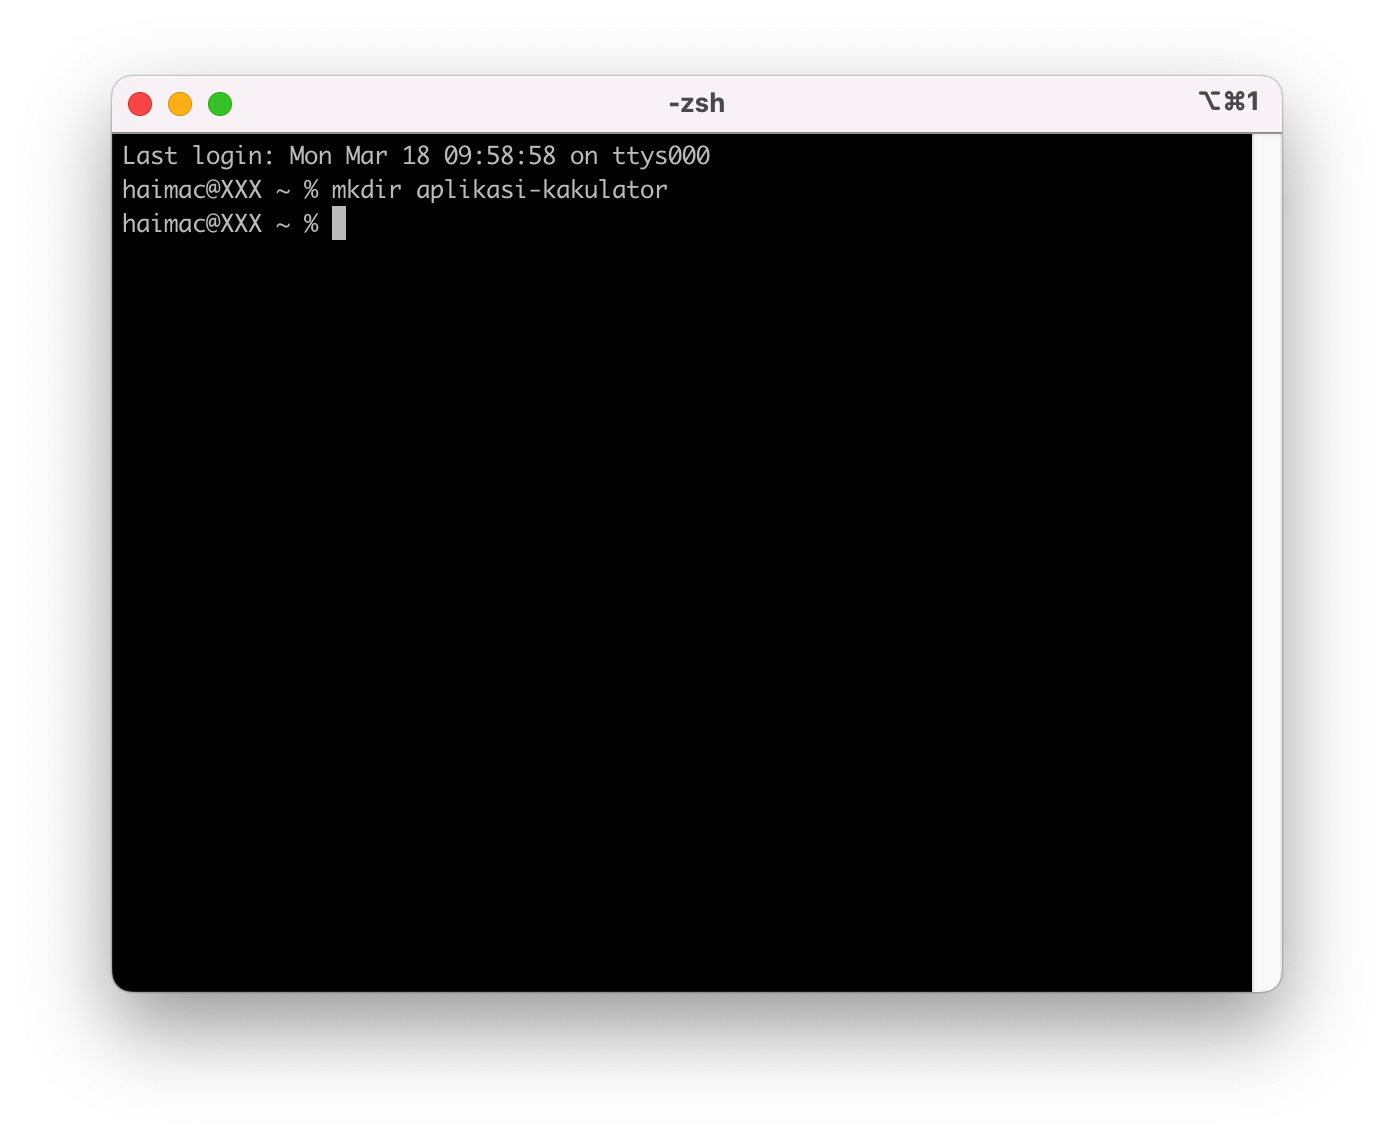 -zsh
⌥⌘1
Last login: Mon Mar 18 09:58:58 on ttys000
haimac@XXX ~ % mkdir aplikasi-kakulator
haimac@XXX ~ %